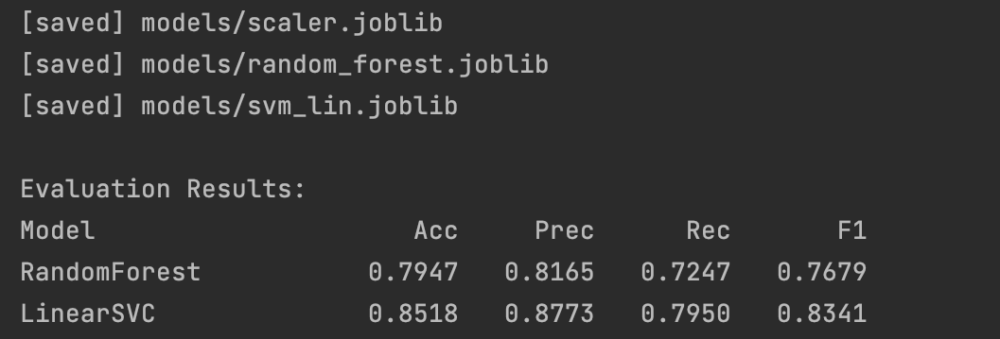 [saved] models/scaler.joblib
[saved] models/random_forest.joblib
[saved] models/svm_lin.joblib
Evaluation Results:
Model Acc Prec Rec F1
RandomForest 0.7947 0.8165 0.7247 0.7679
LinearSVC 0.8518 0.8773 0.7950 0.8341